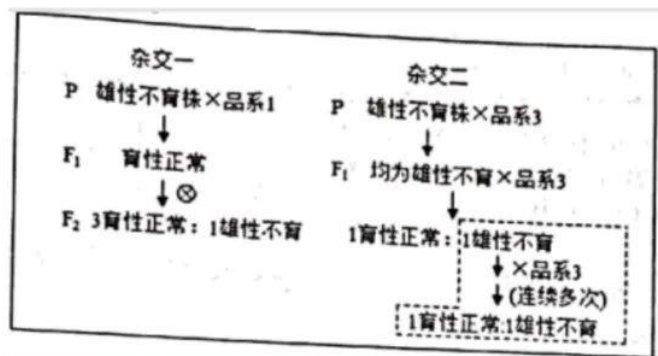 杂交一
P 雄性不育株×品系1
F₁ 育性正常
⊗
F₂ 3育性正常：1雄性不育
杂交二
P 雄性不育株×品系3
F₁ 均为雄性不育×品系3
1育性正常：1雄性不育
×品系3
(连续多次)
1育性正常:1雄性不育